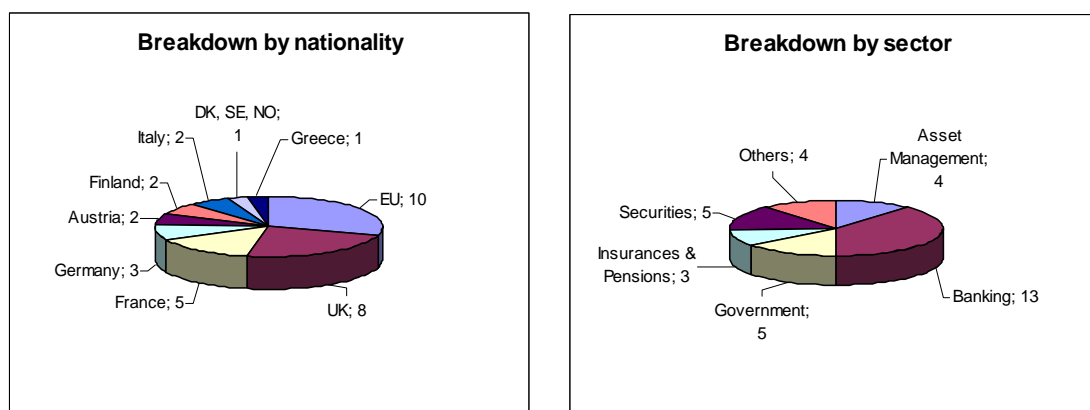 Breakdown by nationality
DK, SE, NO;
1
Italy; 2
Greece; 1
Finland; 2
EU; 10
Austria; 2
Germany; 3
France; 5
UK; 8
Breakdown by sector
Asset
Management;
4
Others; 4
Securities; 5
Insurances &
Pensions; 3
Banking; 13
Government;
5